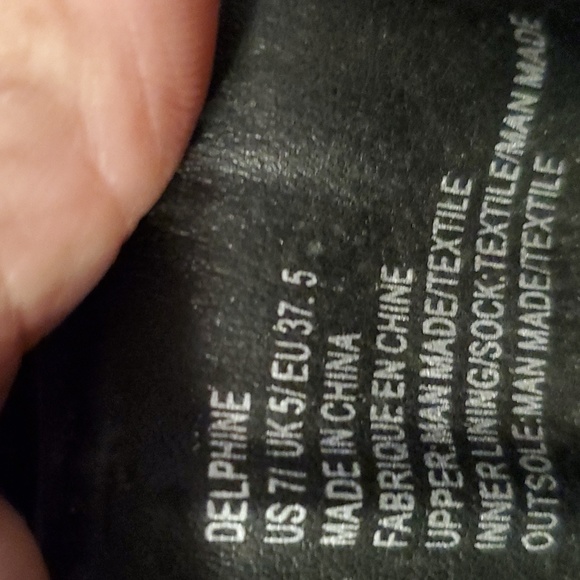 DELPHINE
US 7/ UK 5/ EU 37.5
MADE IN CHINA
FABRIQUE EN CHINE
UPPER:MAN MADE/TEXTILE
INNER LINING/SOCK:TEXTILE/MAN MADE
OUTSOLE:MAN MADE/TEXTILE